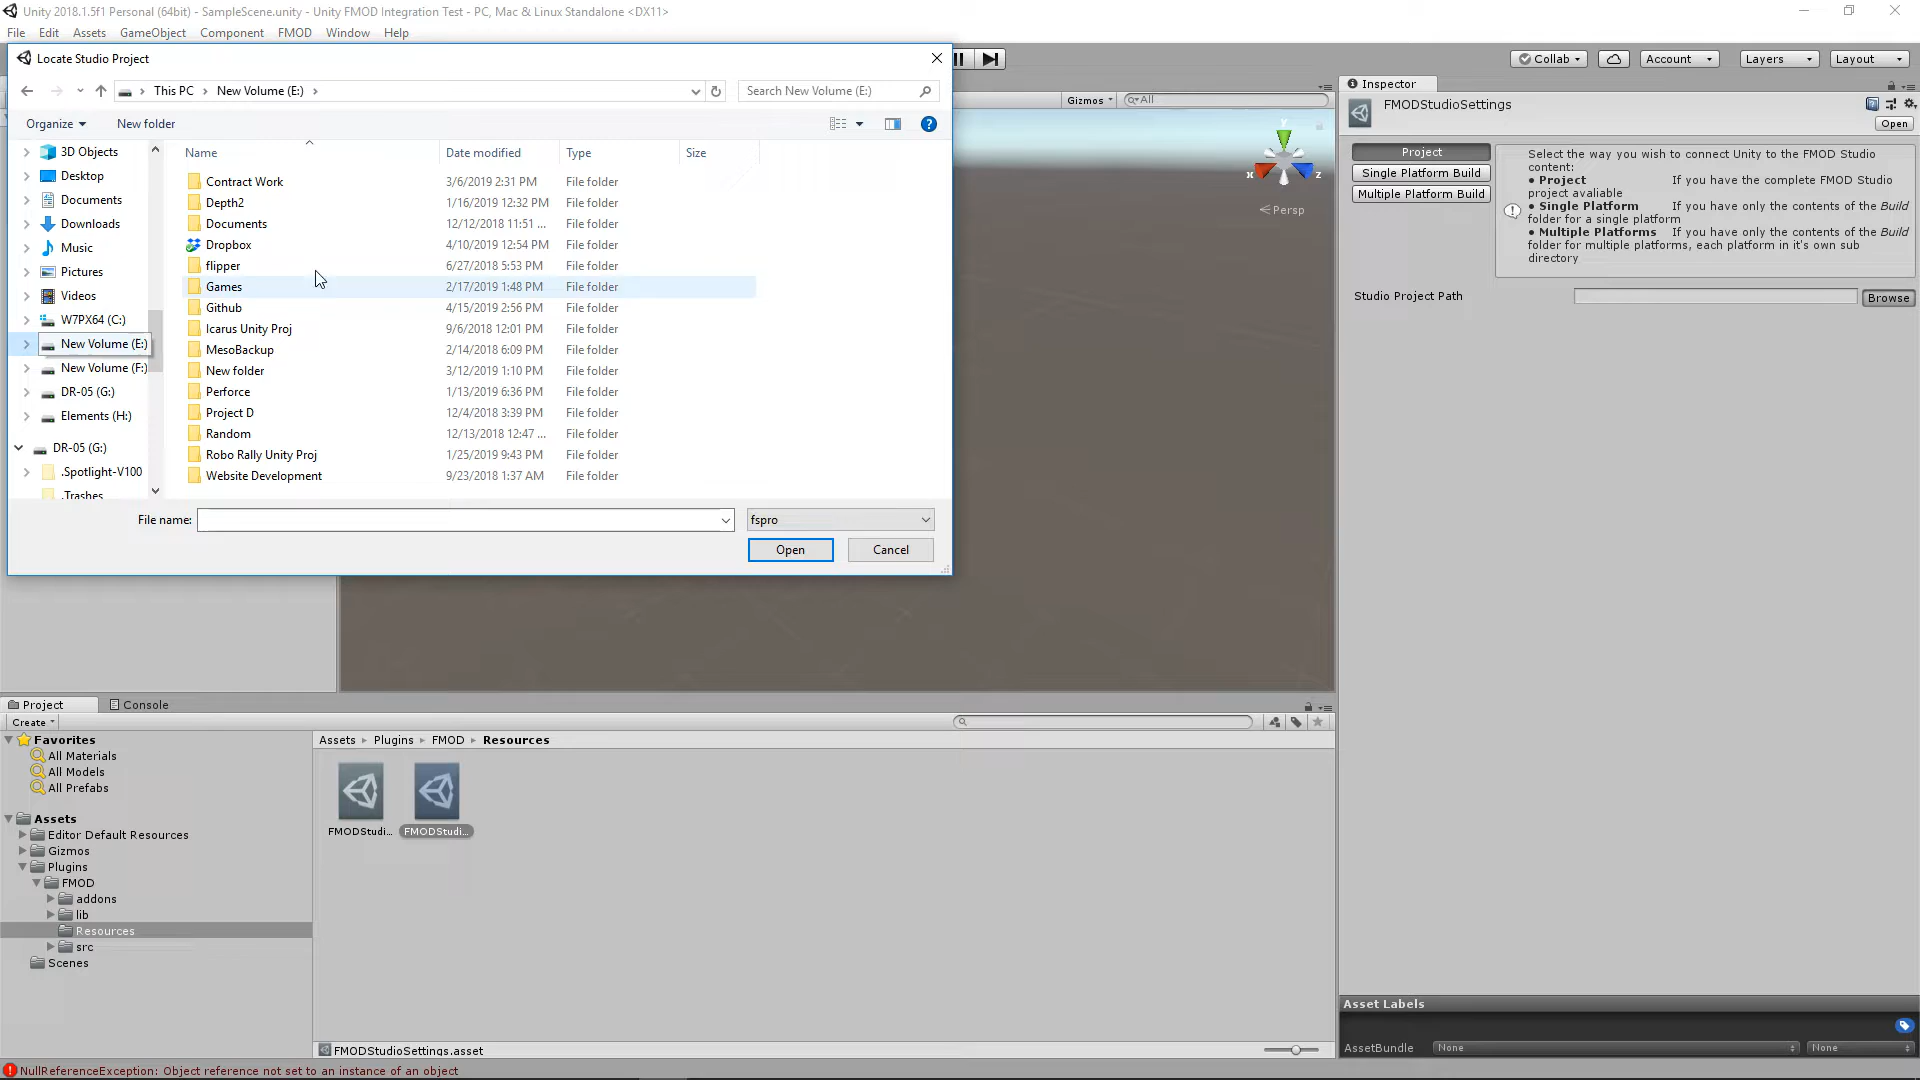 Unity 2018.1.5f1 Personal (64bit) - SampleScene.unity - Unity FMOD Integration Test - PC, Mac & Linux Standalone <DX11>
File Edit Assets GameObject Component FMOD Window Help
Locate Studio Project
Collab Account Layers Layout
This PC > New Volume (E:) >
Search New Volume (E:)
Organize New folder
Gizmos All
Inspector
FMODStudioSettings
Open
Name Date modified Type Size
3D Objects
Desktop
Documents
Downloads
Music
Pictures
Videos
W7PX64 (C:)
New Volume (E:)
New Volume (F:)
DR-05 (G:)
Elements (H:)
DR-05 (G:)
.Spotlight-V100
.Trashes
Contract Work 3/6/2019 2:31 PM File folder
Depth2 1/16/2019 12:32 PM File folder
Documents 12/12/2018 11:51 ... File folder
Dropbox 4/10/2019 12:54 PM File folder
flipper 6/27/2018 5:53 PM File folder
Games 2/17/2019 1:48 PM File folder
Github 4/15/2019 2:56 PM File folder
Icarus Unity Proj 9/6/2018 12:01 PM File folder
MesoBackup 2/14/2018 6:09 PM File folder
New folder 3/12/2019 1:10 PM File folder
Perforce 1/13/2019 6:36 PM File folder
Project D 12/4/2018 3:39 PM File folder
Random 12/13/2018 12:47 ... File folder
Robo Rally Unity Proj 1/25/2019 9:43 PM File folder
Website Development 9/23/2018 1:37 AM File folder
File name: fspro
Open Cancel
y
x z
Persp
Project
Single Platform Build
Multiple Platform Build
Select the way you wish to connect Unity to the FMOD Studio
content:
• Project If you have the complete FMOD Studio
project avaliable
• Single Platform If you have only the contents of the Build
folder for a single platform
• Multiple Platforms If you have only the contents of the Build
folder for multiple platforms, each platform in it's own sub
directory
Studio Project Path Browse
Project Console
Create
Favorites
All Materials
All Models
All Prefabs
Assets
Editor Default Resources
Gizmos
Plugins
FMOD
addons
lib
Resources
src
Scenes
Assets Plugins FMOD Resources
FMODStudi... FMODStudi...
FMODStudioSettings.asset
Asset Labels
AssetBundle None None
NullReferenceException: Object reference not set to an instance of an object